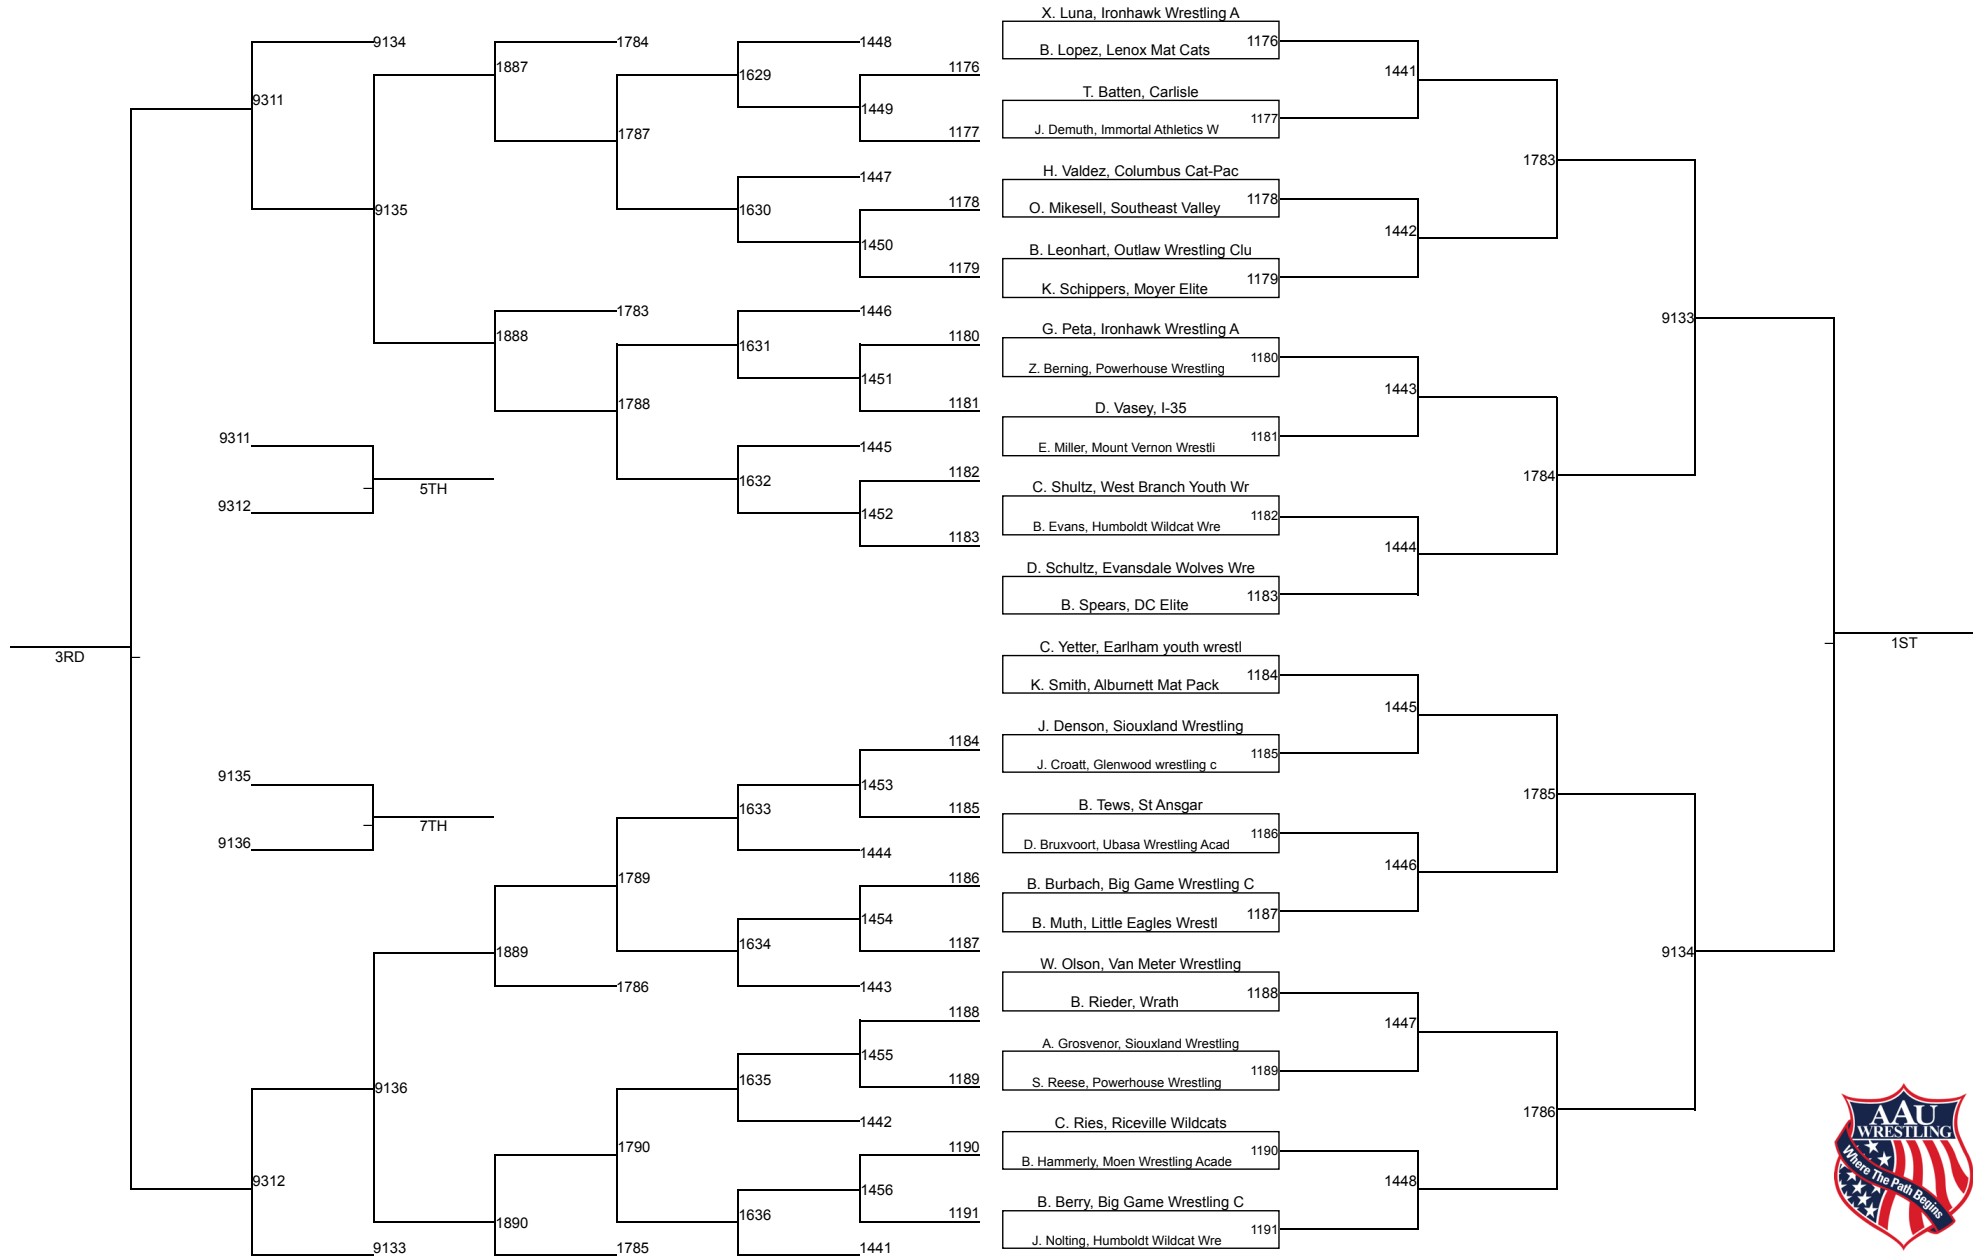 X. Luna, Ironhawk Wrestling A
9134 1784 1448 1176 B. Lopez, Lenox Mat Cats
1887 1629 1176 1441
9311 1449 T. Batten, Carlisle
1787 1177 J. Demuth, Immortal Athletics W 1177
1783
1447 H. Valdez, Columbus Cat-Pac
9135 1630 1178 O. Mikesell, Southeast Valley 1178
1450 1442
B. Leonhart, Outlaw Wrestling Clu
1179 K. Schippers, Moyer Elite 1179
1783 1446 9133
1888 1631 1180 G. Peta, Ironhawk Wrestling A
1451 Z. Berning, Powerhouse Wrestling 1180
1788 1181 1443
D. Vasey, I-35
9311 1445 E. Miller, Mount Vernon Wrestli 1181
1632 1182 1784
5TH C. Shultz, West Branch Youth Wr
9312 1452 B. Evans, Humboldt Wildcat Wre 1182
1183 1444
D. Schultz, Evansdale Wolves Wre
B. Spears, DC Elite 1183
3RD C. Yetter, Earlham youth wrestl 1ST
K. Smith, Alburnett Mat Pack 1184
1445
1184 J. Denson, Siouxland Wrestling
9135 1453 J. Croatt, Glenwood wrestling c 1185
1633 1185 1785
7TH B. Tews, St Ansgar
9136 1444 D. Bruxvoort, Ubasa Wrestling Acad 1186
1789 1186 1446
B. Burbach, Big Game Wrestling C
1454 B. Muth, Little Eagles Wrestl 1187
1889 1634 1187 9134
W. Olson, Van Meter Wrestling
1786 1443 B. Rieder, Wrath 1188
1188 1447
1455 A. Grosvenor, Siouxland Wrestling
9136 1635 1189 S. Reese, Powerhouse Wrestling 1189
1786
1442 C. Ries, Riceville Wildcats
1790 1190 B. Hammerly, Moen Wrestling Acade 1190
9312 1456 1448
1890 1636 1191 B. Berry, Big Game Wrestling C
9133 1785 1441 J. Nolting, Humboldt Wildcat Wre 1191
AAU
WRESTLING
Where The Path Begins